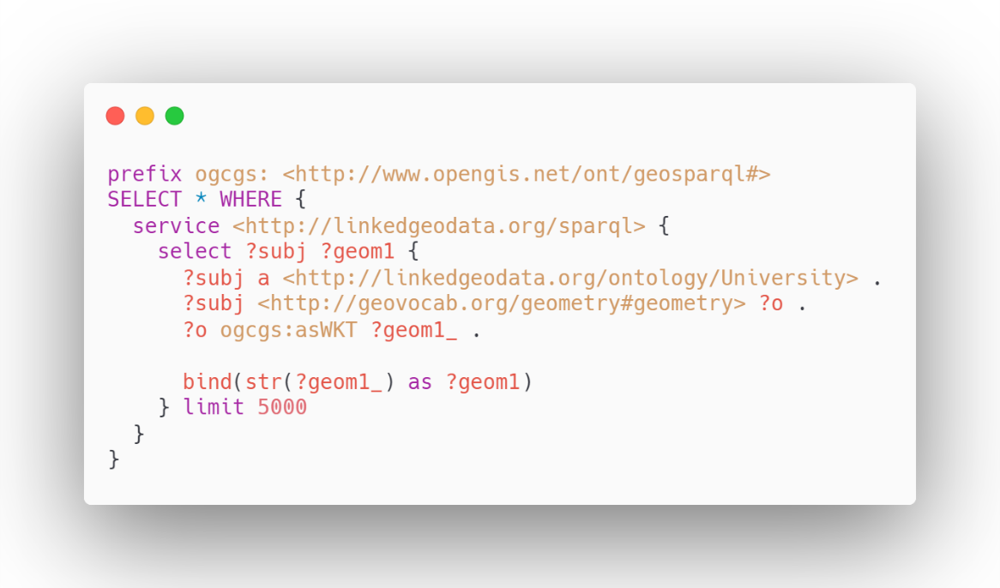 prefix ogcgs: <http://www.opengis.net/ont/geosparql#>
SELECT * WHERE {
  service <http://linkedgeodata.org/sparql> {
    select ?subj ?geom1 {
      ?subj a <http://linkedgeodata.org/ontology/University> .
      ?subj <http://geovocab.org/geometry#geometry> ?o .
      ?o ogcgs:asWKT ?geom1_ .

      bind(str(?geom1_) as ?geom1)
    } limit 5000
  }
}